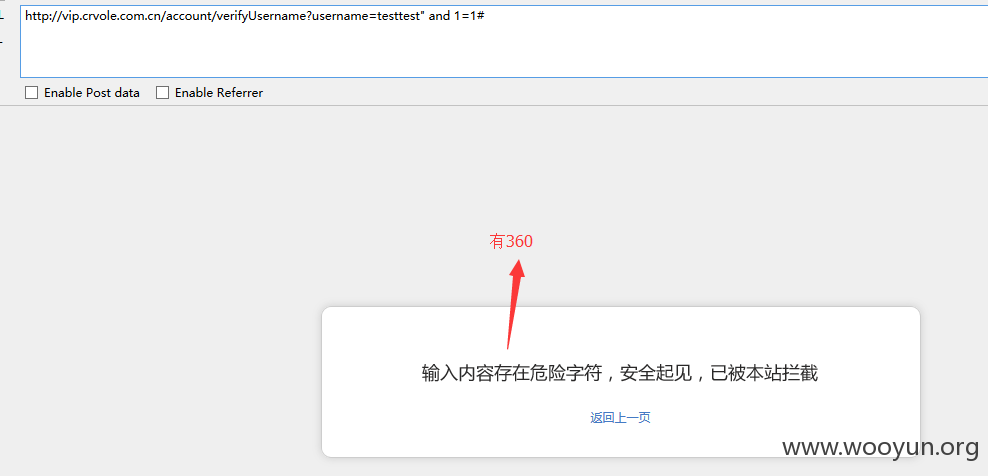 http://vip.crvole.com.cn/account/verifyUsername?username=testtest" and 1=1#
Enable Post data Enable Referrer
有360
输入内容存在危险字符，安全起见，已被本站拦截
返回上一页
www.wooyun.org